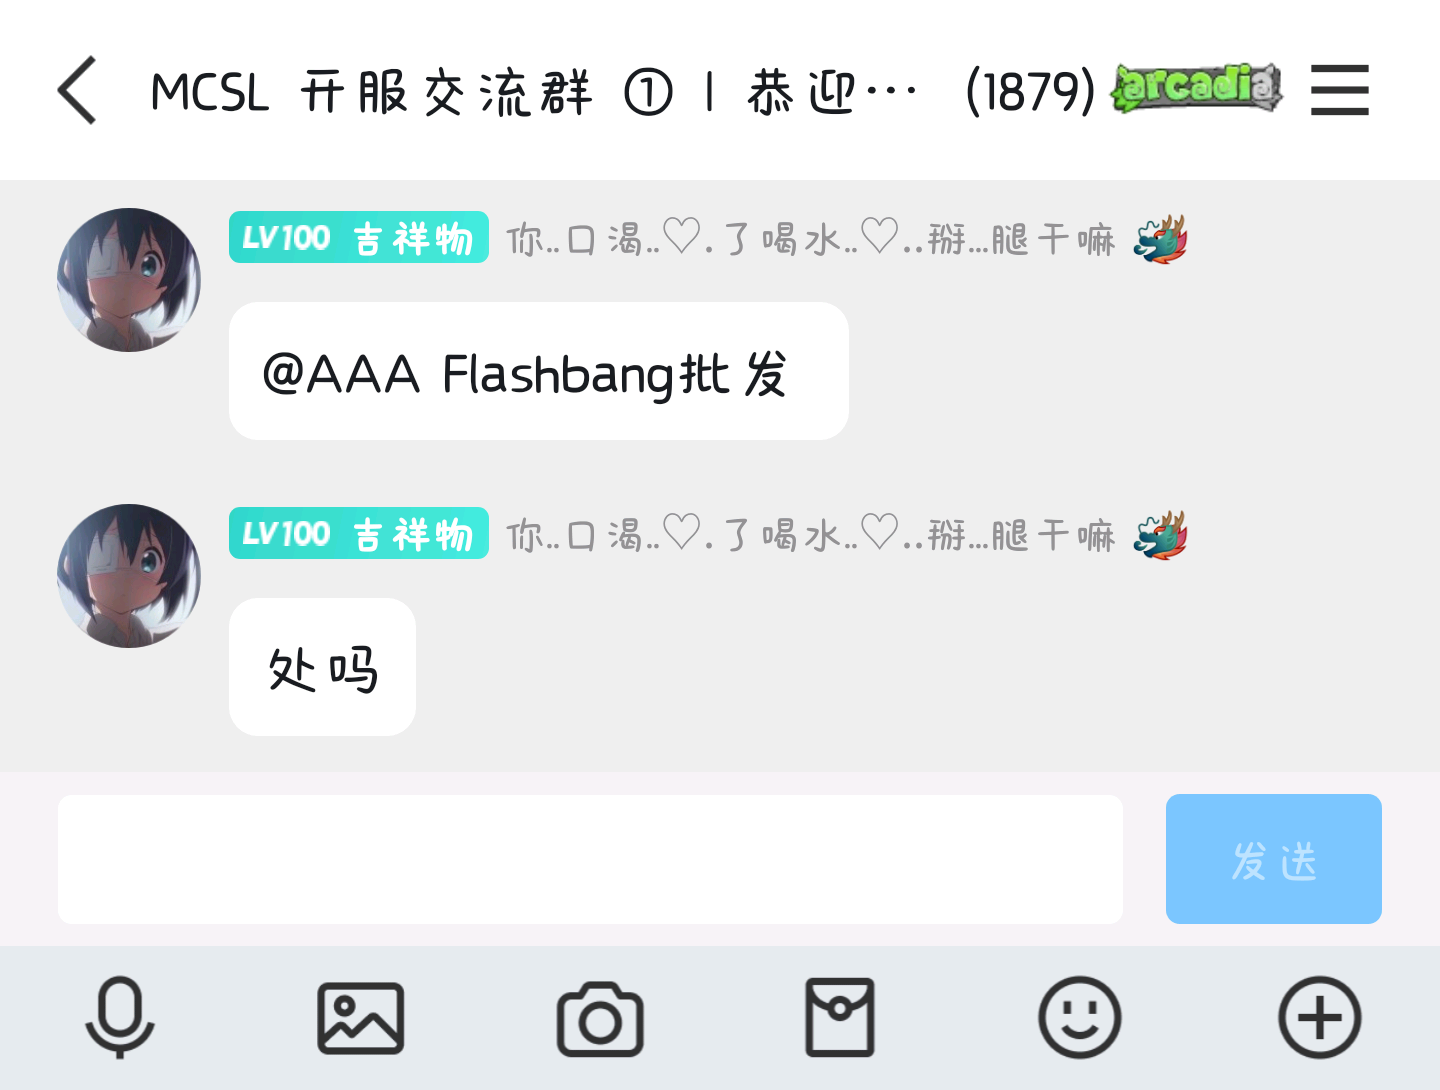 MCSL 开服交流群 ① | 恭迎… (1879) arcadia
LV100 吉祥物 你..口渴..♡.了喝水..♡..掰...腿干嘛
@AAA Flashbang批发
LV100 吉祥物 你..口渴..♡.了喝水..♡..掰...腿干嘛
处吗
发送